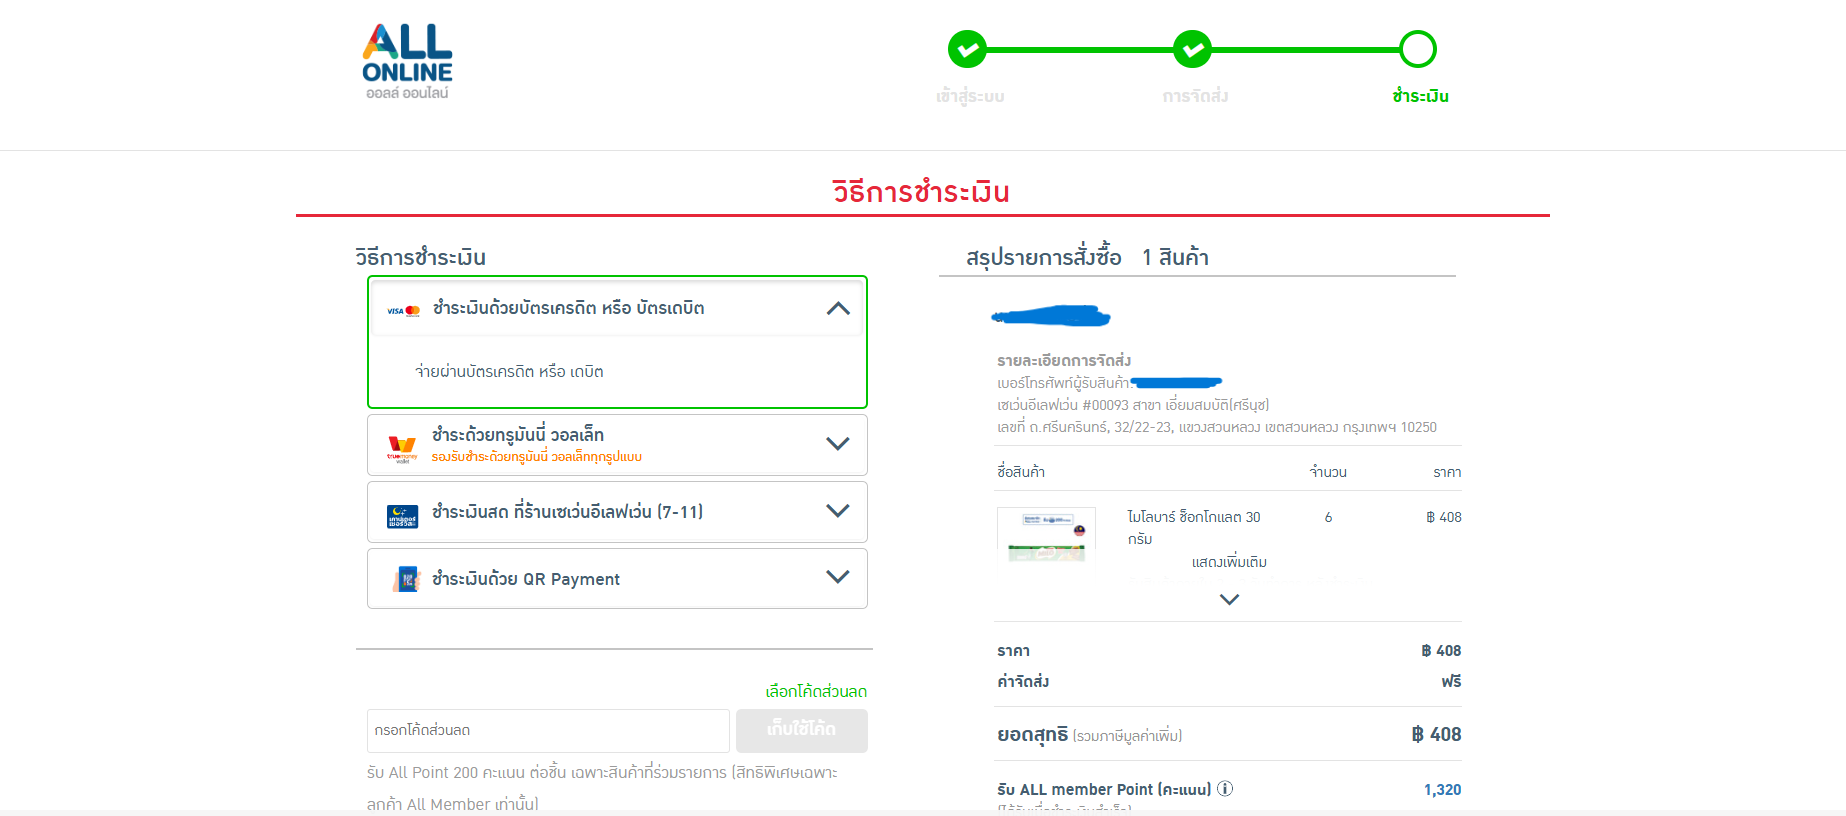 ALL
ONLINE
ออลล์ ออนไลน์
เข้าสู่ระบบ
การจัดส่ง
ชำระเงิน
วิธีการชำระเงิน
วิธีการชำระเงิน
VISA
ชำระเงินด้วยบัตรเครดิต หรือ บัตรเดบิต
จ่ายผ่านบัตรเครดิต หรือ เดบิต
truemoney
wallet
ชำระด้วยทรูมันนี่ วอลเล็ท
รองรับชำระด้วยทรูมันนี่ วอลเล็ททุกรูปแบบ
เคาน์เตอร์
เซอร์วิส
ชำระเงินสด ที่ร้านเซเว่นอีเลฟเว่น (7-11)
ชำระเงินด้วย QR Payment
เลือกโค้ดส่วนลด
กรอกโค้ดส่วนลด
เก็บใช้โค้ด
รับ All Point 200 คะแนน ต่อชิ้น เฉพาะสินค้าที่ร่วมรายการ (สิทธิพิเศษเฉพาะ
ลูกค้า All Member เท่านั้น)
สรุปรายการสั่งซื้อ 1 สินค้า
รายละเอียดการจัดส่ง
เบอร์โทรศัพท์ผู้รับสินค้า:
เซเว่นอีเลฟเว่น #00093 สาขา เอี่ยมสมบัติ(ศรีนุช)
เลขที่ ถ.ศรีนครินทร์, 32/22-23, แขวงสวนหลวง เขตสวนหลวง กรุงเทพฯ 10250
ชื่อสินค้า จำนวน ราคา
ไมโลบาร์ ช็อกโกแลต 30 6 ฿ 408
กรัม
แสดงเพิ่มเติม
ราคา ฿ 408
ค่าจัดส่ง ฟรี
ยอดสุทธิ (รวมภาษีมูลค่าเพิ่ม) ฿ 408
รับ ALL member Point (คะแนน) 1,320